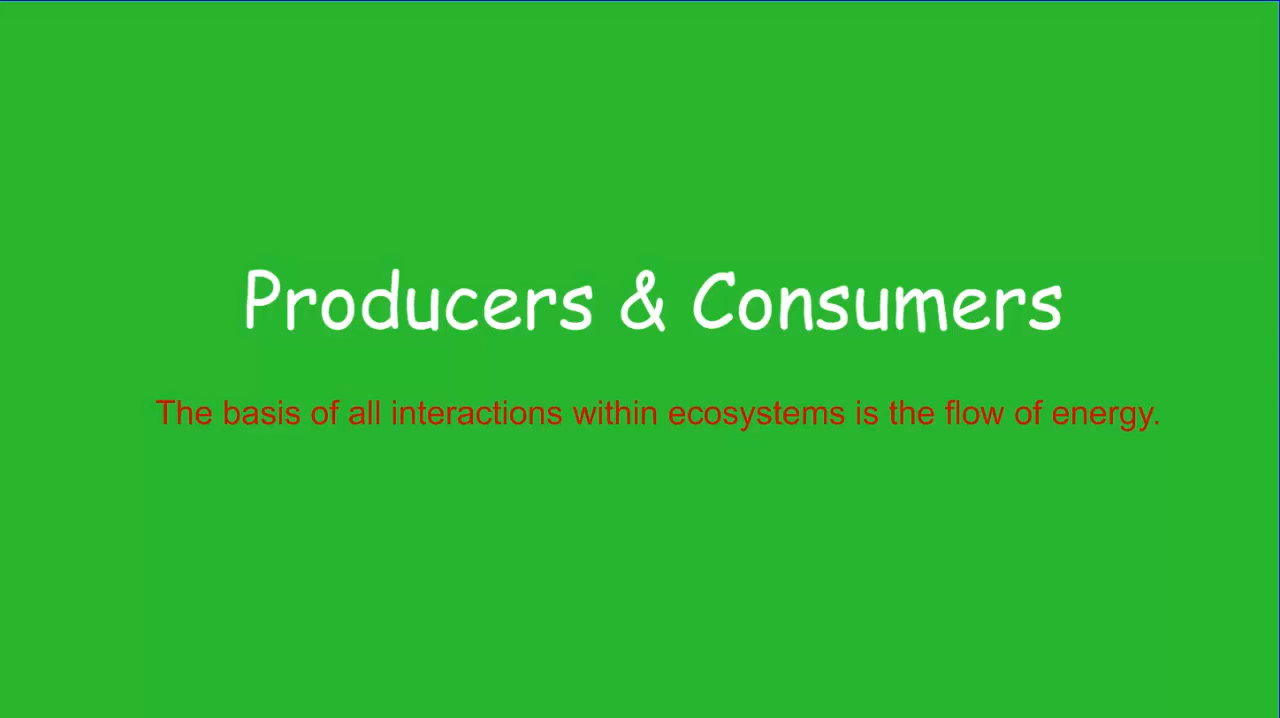 Producers & Consumers
The basis of all interactions within ecosystems is the flow of energy.